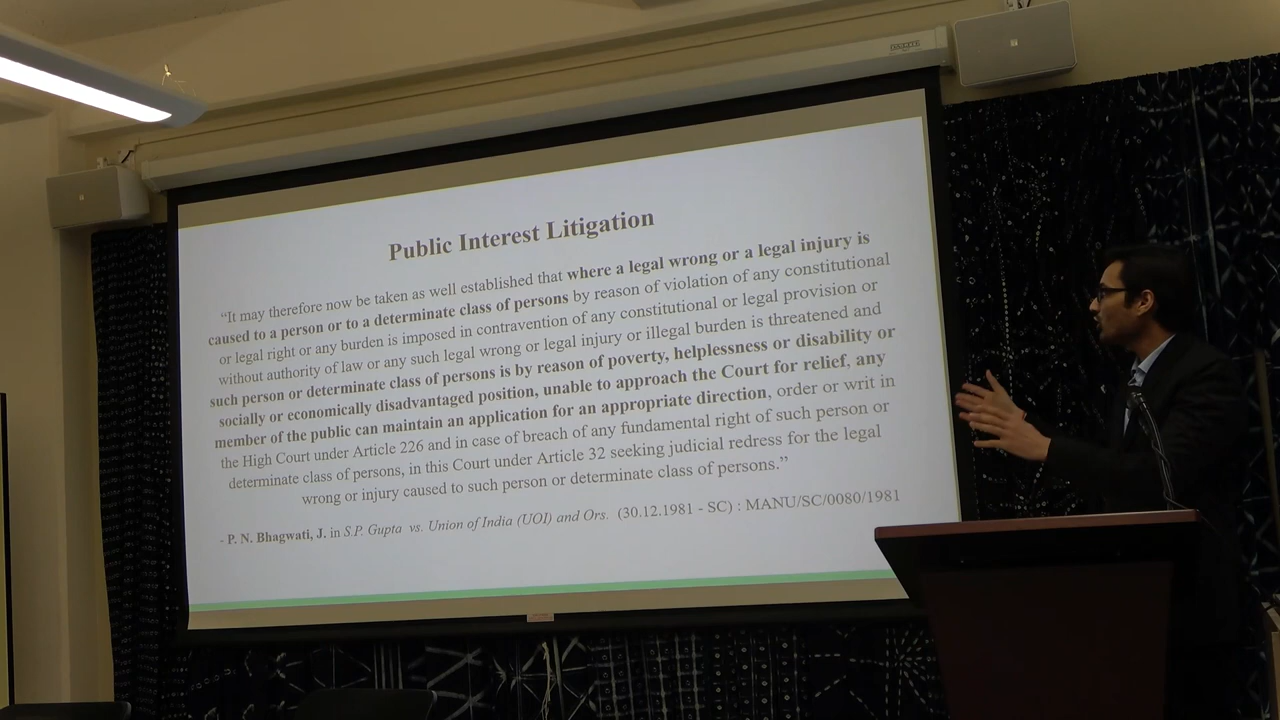 Public Interest Litigation
“It may therefore now be taken as well established that where a legal wrong or a legal injury is
caused to a person or to a determinate class of persons by reason of violation of any constitutional
or legal right or any burden is imposed in contravention of any constitutional or legal provision or
without authority of law or any such legal wrong or legal injury or illegal burden is threatened and
such person or determinate class of persons is by reason of poverty, helplessness or disability or
socially or economically disadvantaged position, unable to approach the Court for relief, any
member of the public can maintain an application for an appropriate direction, order or writ in
the High Court under Article 226 and in case of breach of any fundamental right of such person or
determinate class of persons, in this Court under Article 32 seeking judicial redress for the legal
wrong or injury caused to such person or determinate class of persons.”
- P. N. Bhagwati, J. in S.P. Gupta vs. Union of India (UOI) and Ors. (30.12.1981 - SC) : MANU/SC/0080/1981